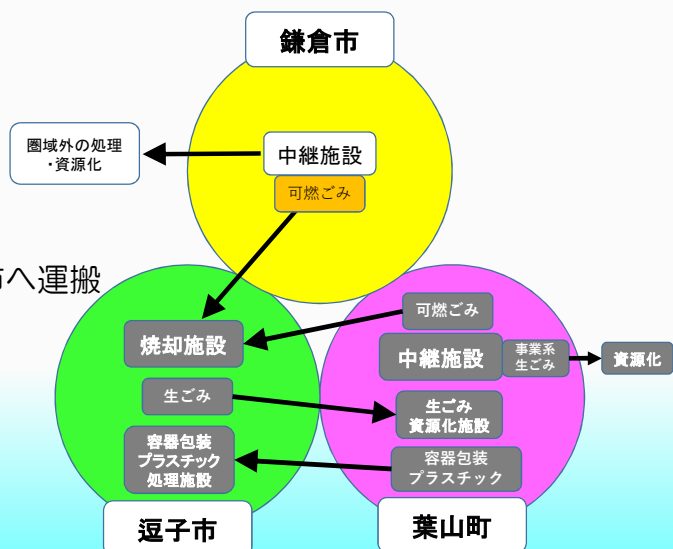 鎌倉市
圏域外の処理
・資源化
中継施設
可燃ごみ
市へ運搬
可燃ごみ
焼却施設
中継施設
事業系
生ごみ
資源化
生ごみ
生ごみ
資源化施設
容器包装
プラスチック
処理施設
容器包装
プラスチック
逗子市
葉山町